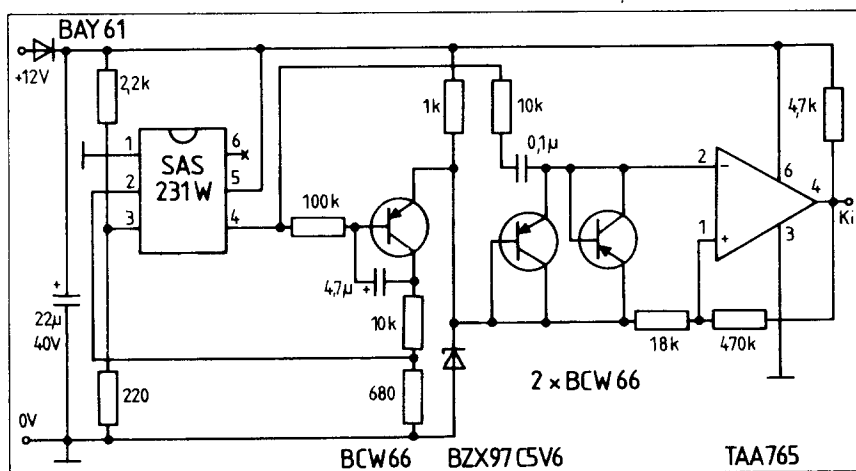 BAY 61
+12V
2,2k
1
2
3
SAS
231W
6
5
4
100k
4,7µ
+
10k
680
22µ
40V
+
220
0V
1k
10k
0,1µ
2
−
1
+
6
4
3
4,7k
Ki
18k
470k
2 x BCW 66
BCW66
BZX97 C5V6
TAA765